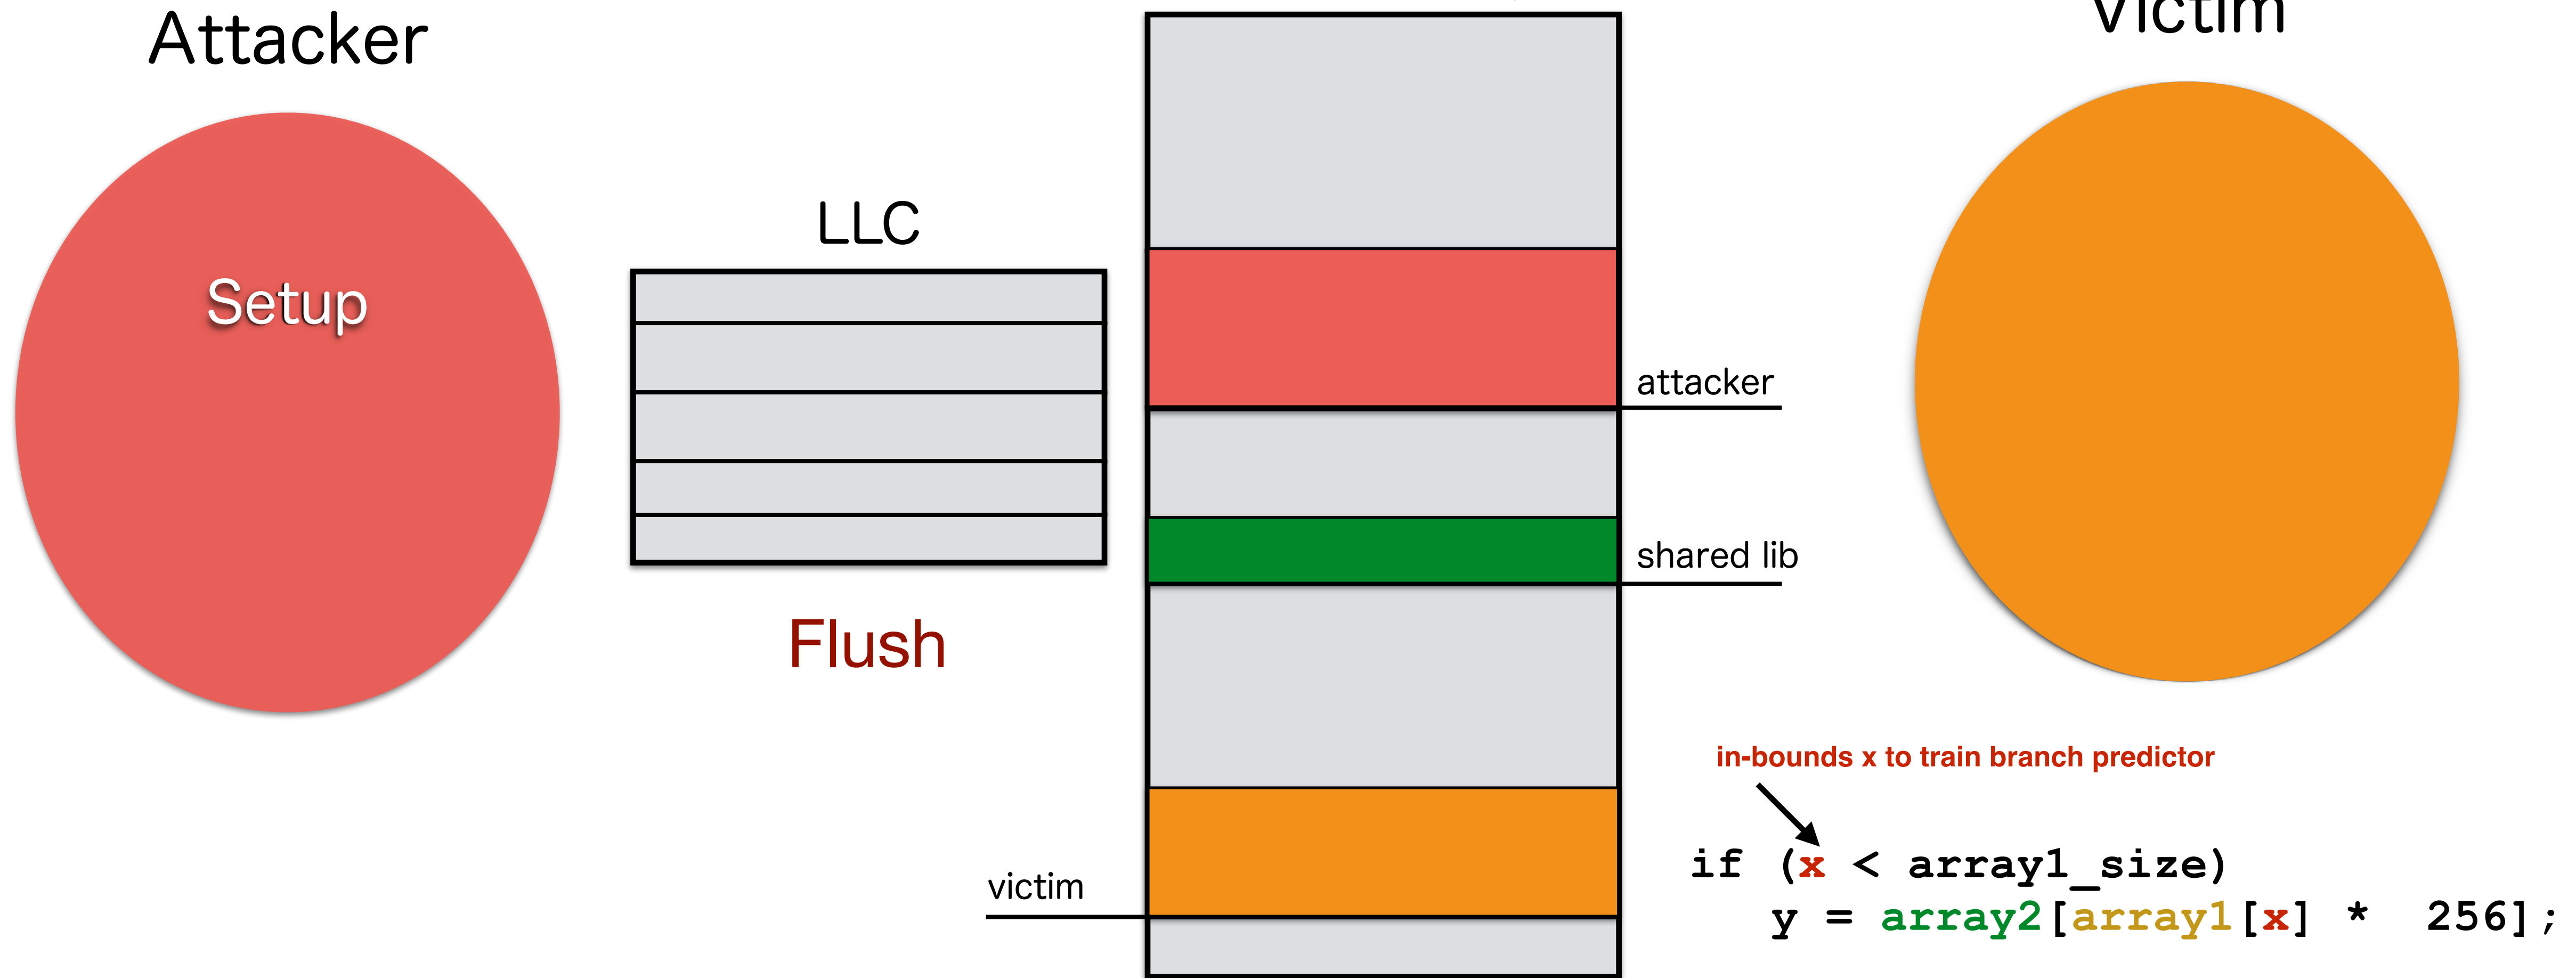 Attacker
Victim
Setup
LLC
Flush
attacker
shared lib
victim
in-bounds x to train branch predictor
if (x < array1_size)
y = array2[array1[x] * 256];